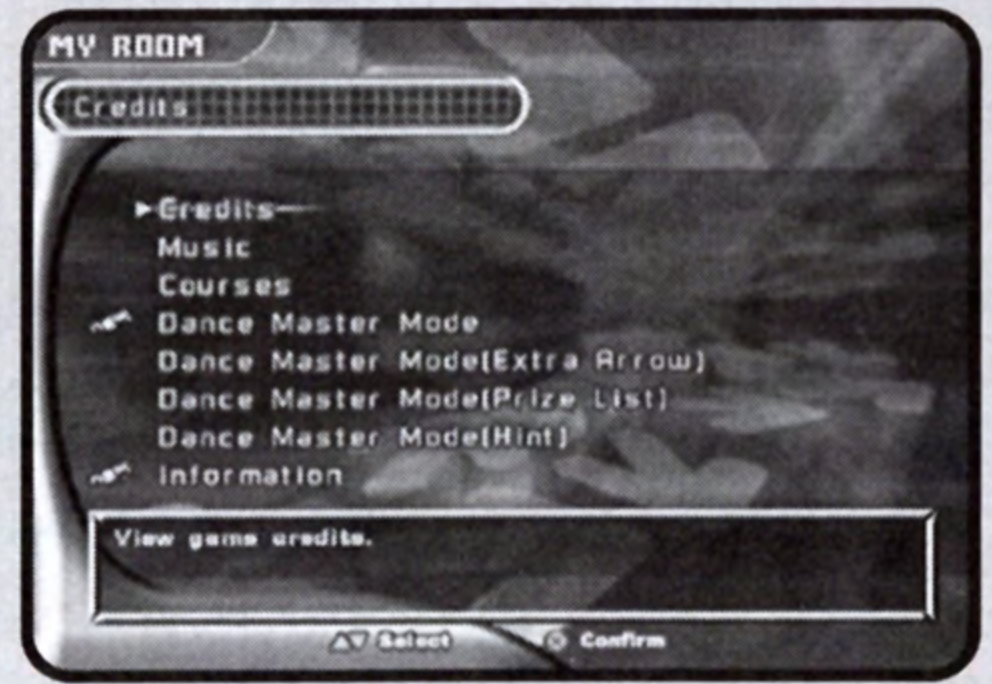 MY ROOM
Credits
Credits
Music
Courses
Dance Master Mode
Dance Master Mode(Extra Arrow)
Dance Master Mode(Prize List)
Dance Master Mode(Hint)
Information
View game credits.
Select Confirm